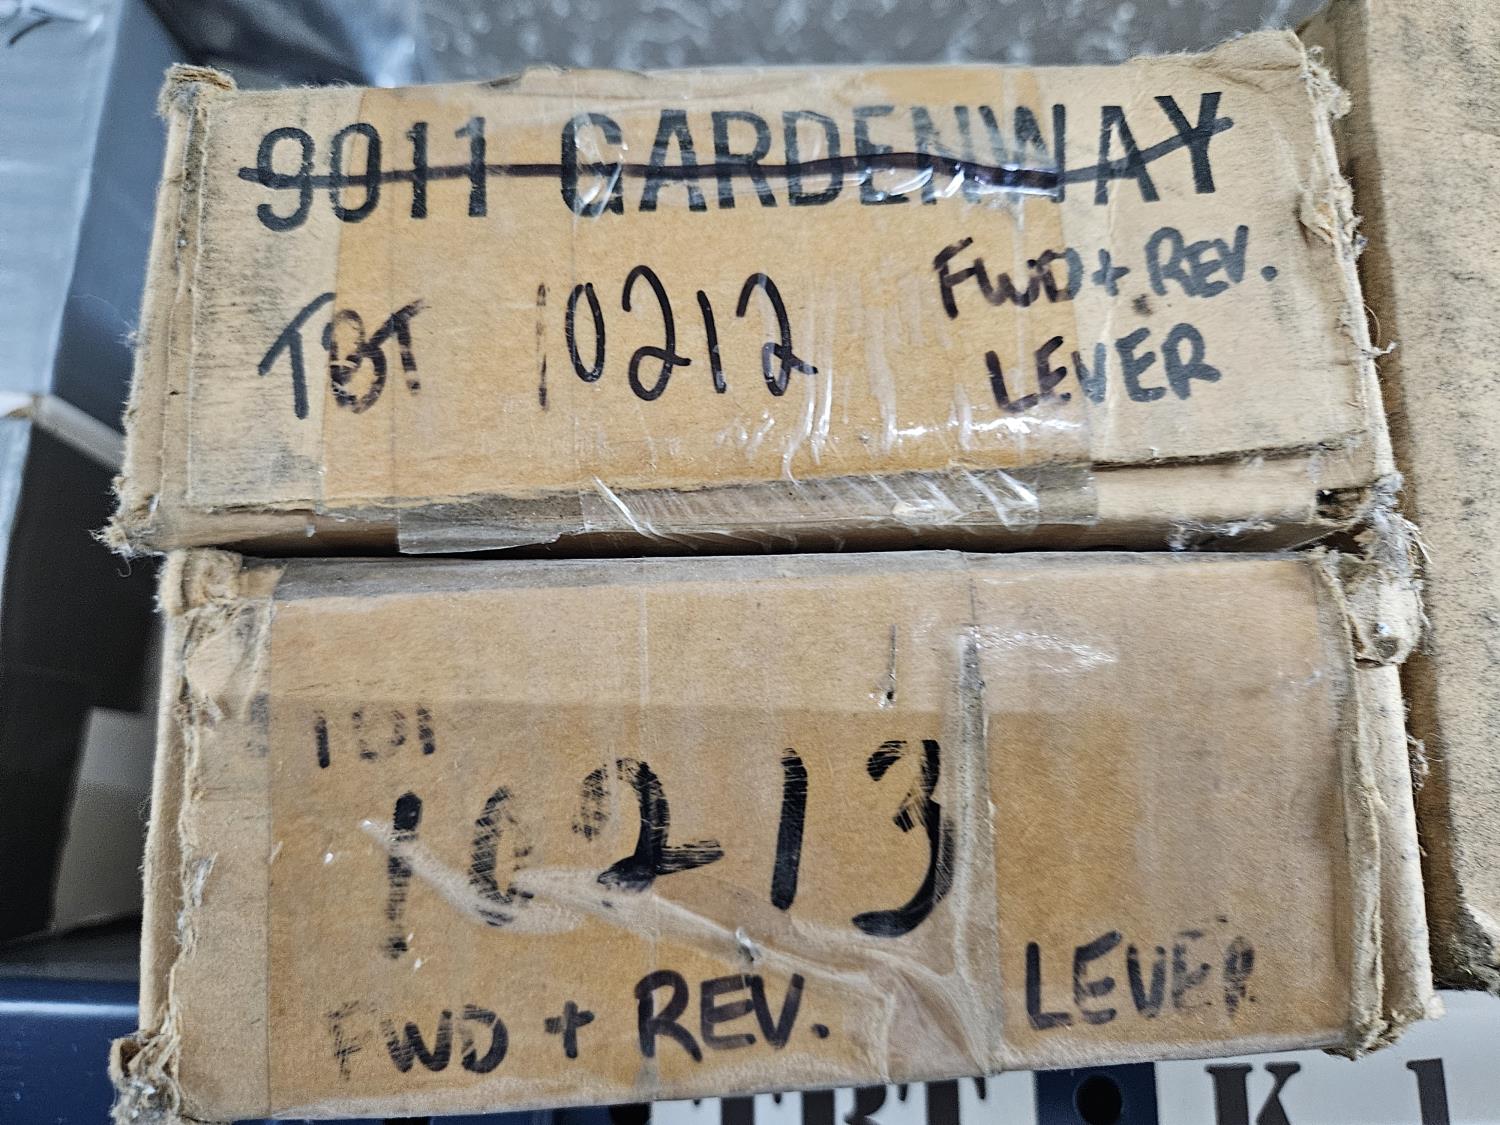 9011 GARDENWAY
TBT 10212 FWD + REV.
LEVER
10213
FWD + REV. LEVER